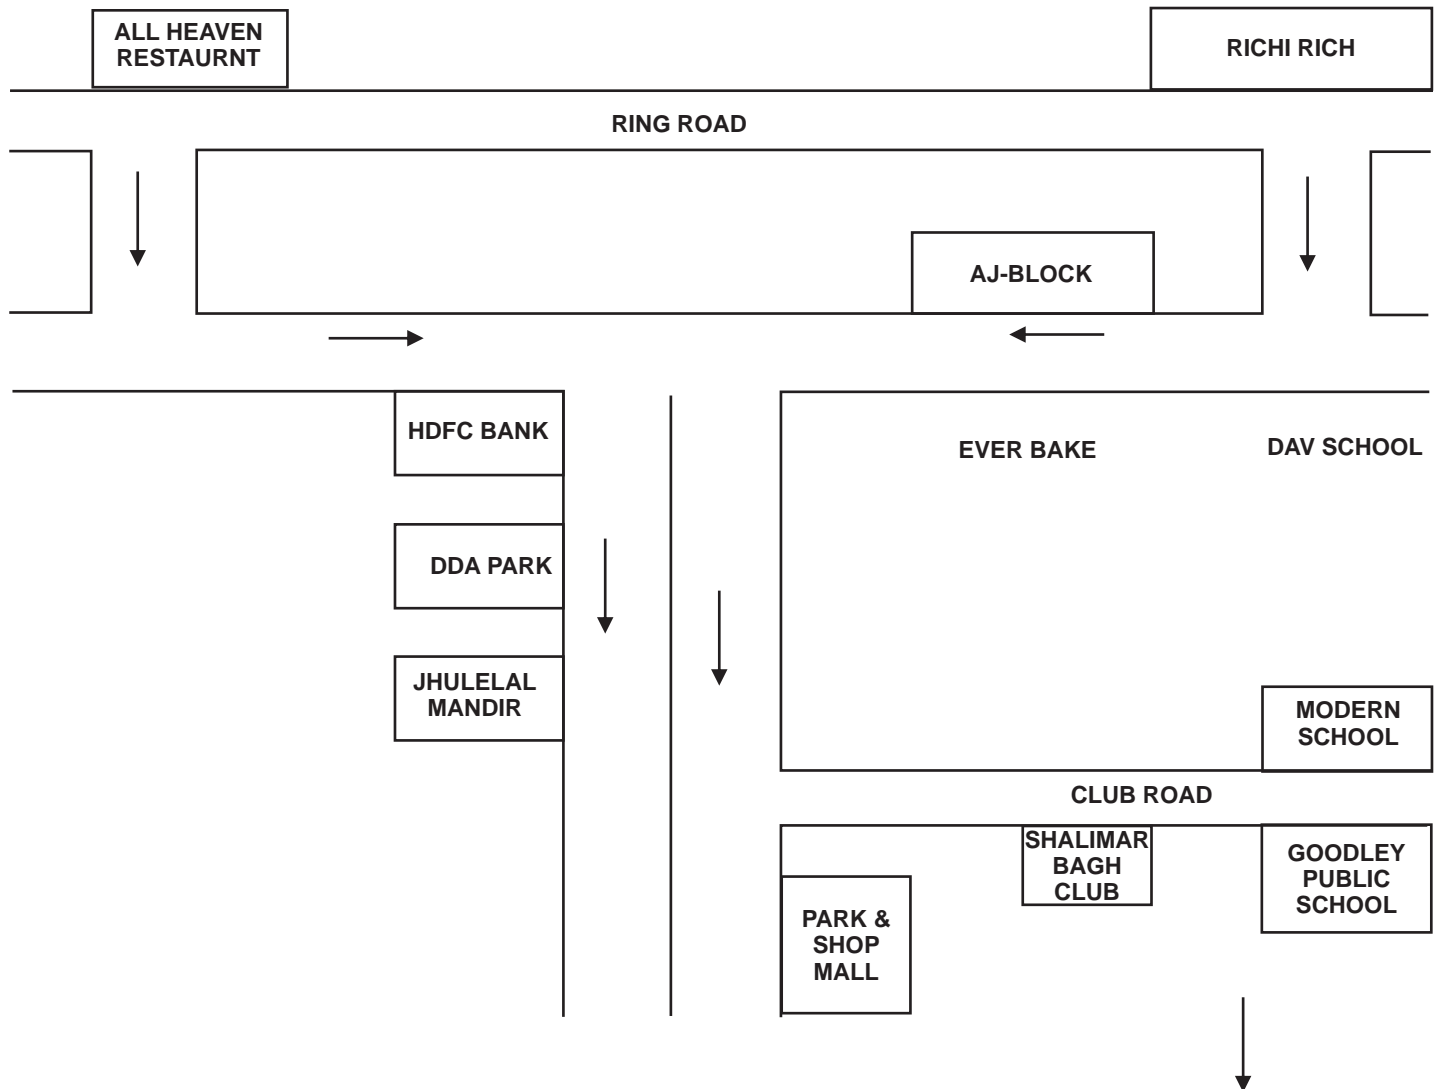 ALL HEAVEN
RESTAURNT
RICHI RICH
RING ROAD
AJ-BLOCK
HDFC BANK
EVER BAKE
DAV SCHOOL
DDA PARK
JHULELAL
MANDIR
MODERN
SCHOOL
CLUB ROAD
SHALIMAR
BAGH
CLUB
GOODLEY
PUBLIC
SCHOOL
PARK &
SHOP
MALL